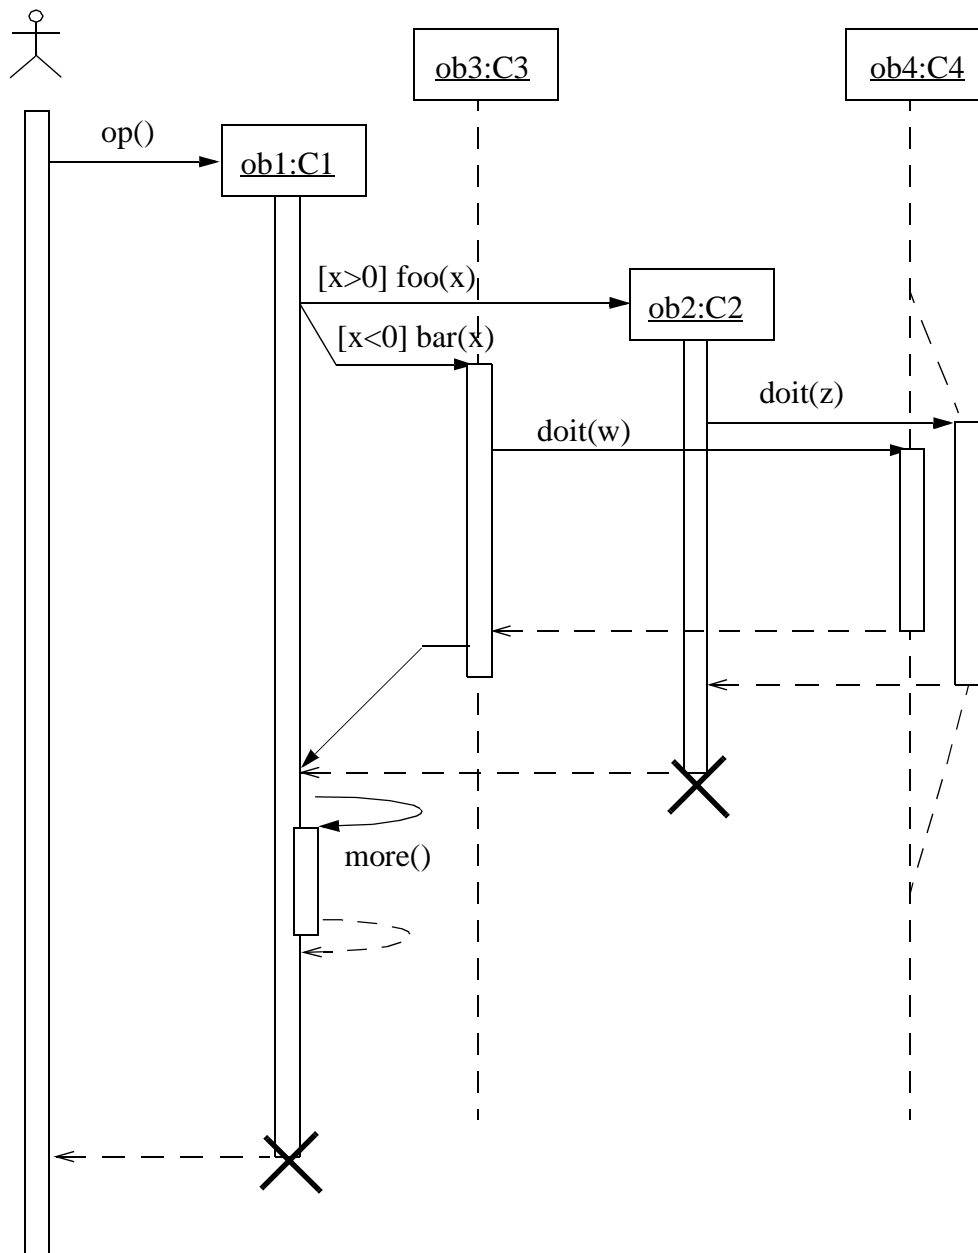 ob3:C3
ob4:C4
op()
ob1:C1
[x>0] foo(x)
ob2:C2
[x<0] bar(x)
doit(z)
doit(w)
more()